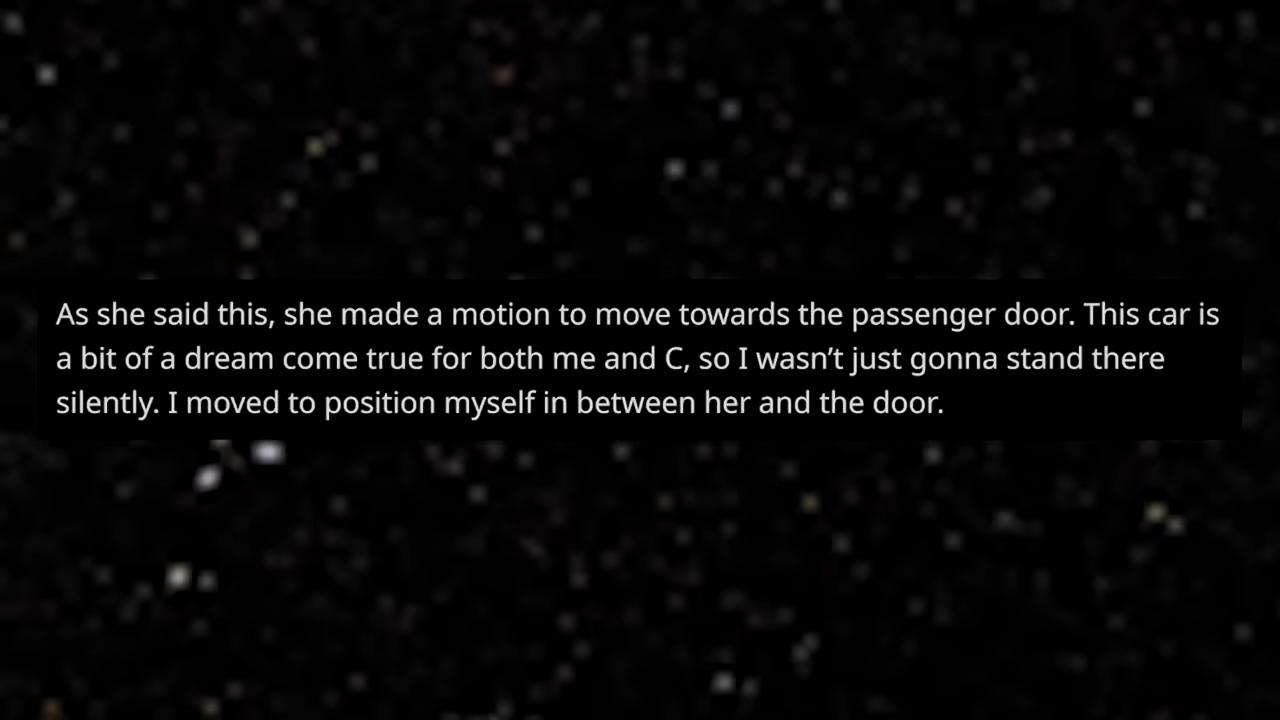 As she said this, she made a motion to move towards the passenger door. This car is
a bit of a dream come true for both me and C, so I wasn’t just gonna stand there
silently. I moved to position myself in between her and the door.